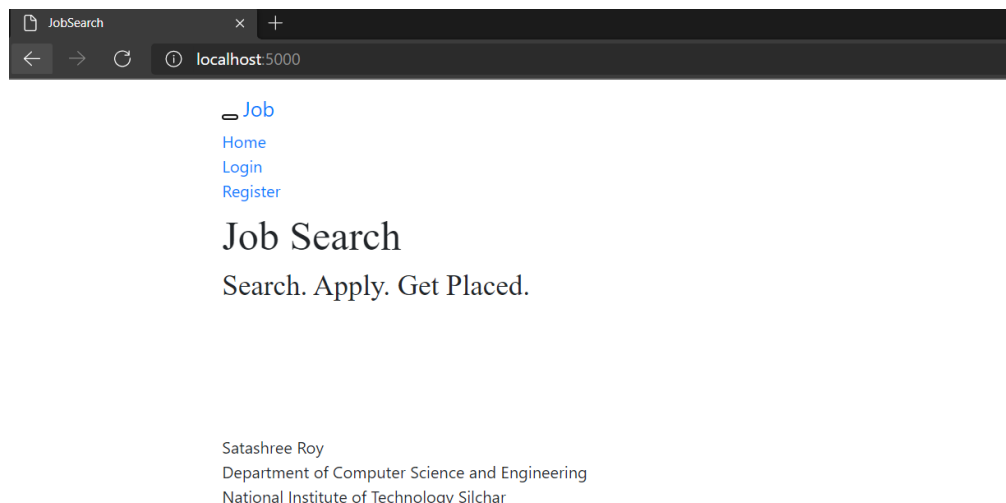 JobSearch
localhost:5000
Job
Home
Login
Register
Job Search
Search. Apply. Get Placed.
Satashree Roy
Department of Computer Science and Engineering
National Institute of Technology Silchar